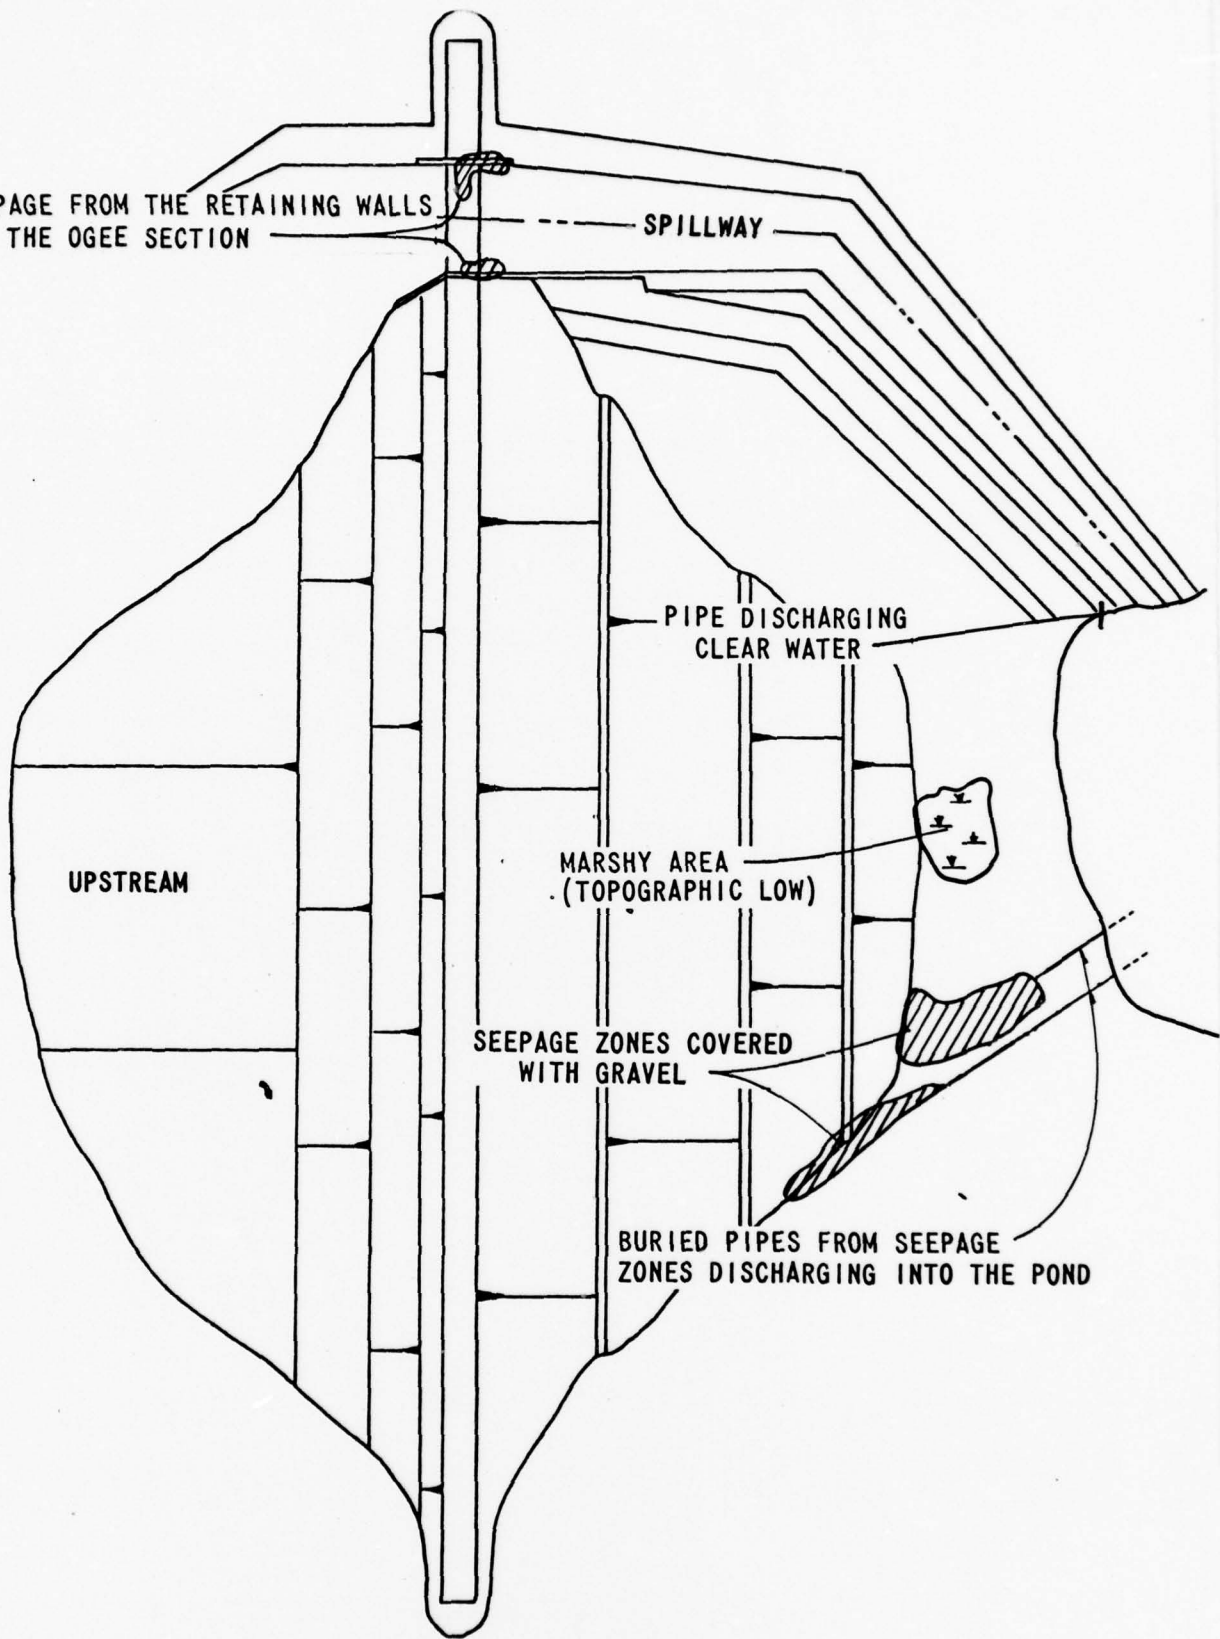 PAGE FROM THE RETAINING WALLS
THE OGEE SECTION
SPILLWAY
PIPE DISCHARGING
CLEAR WATER
MARSHY AREA
(TOPOGRAPHIC LOW)
UPSTREAM
SEEPAGE ZONES COVERED
WITH GRAVEL
BURIED PIPES FROM SEEPAGE
ZONES DISCHARGING INTO THE POND